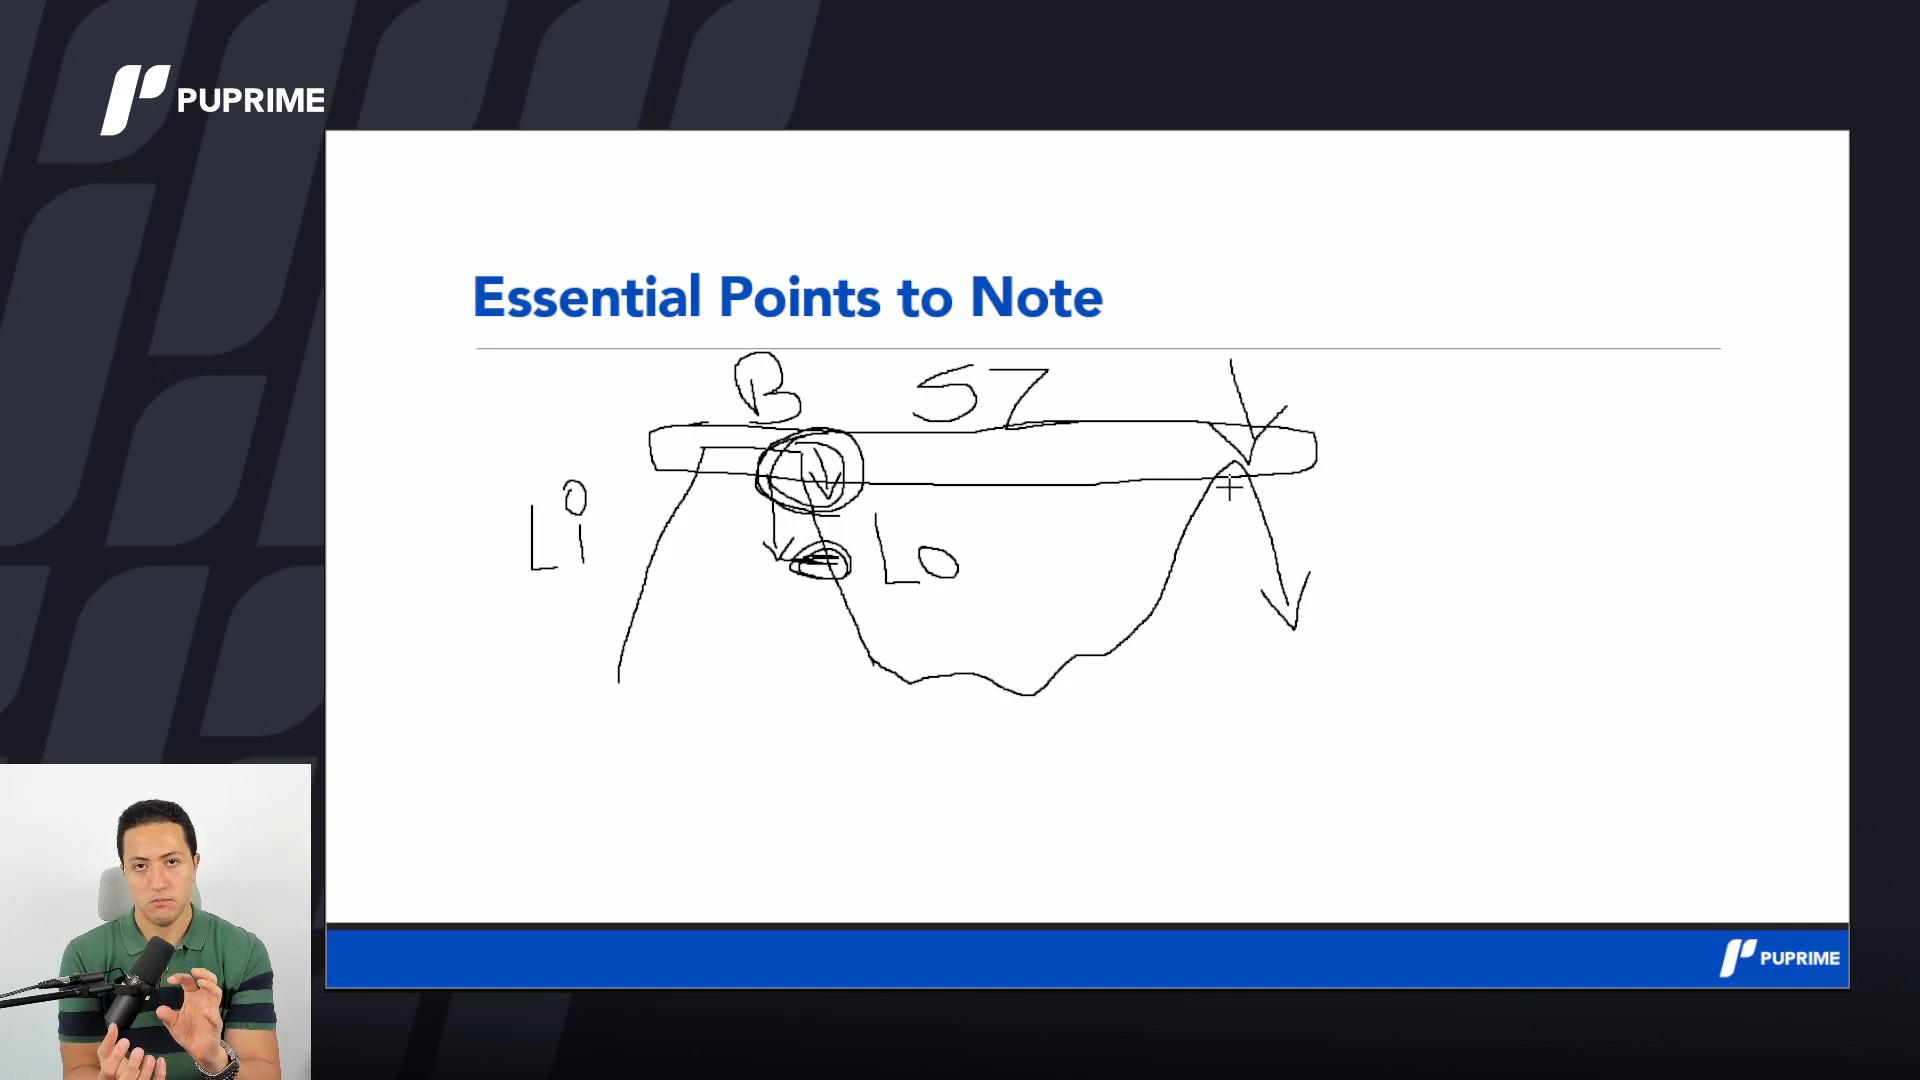 PUPRIME
Essential Points to Note
B SZ
Li
Lo
PUPRIME